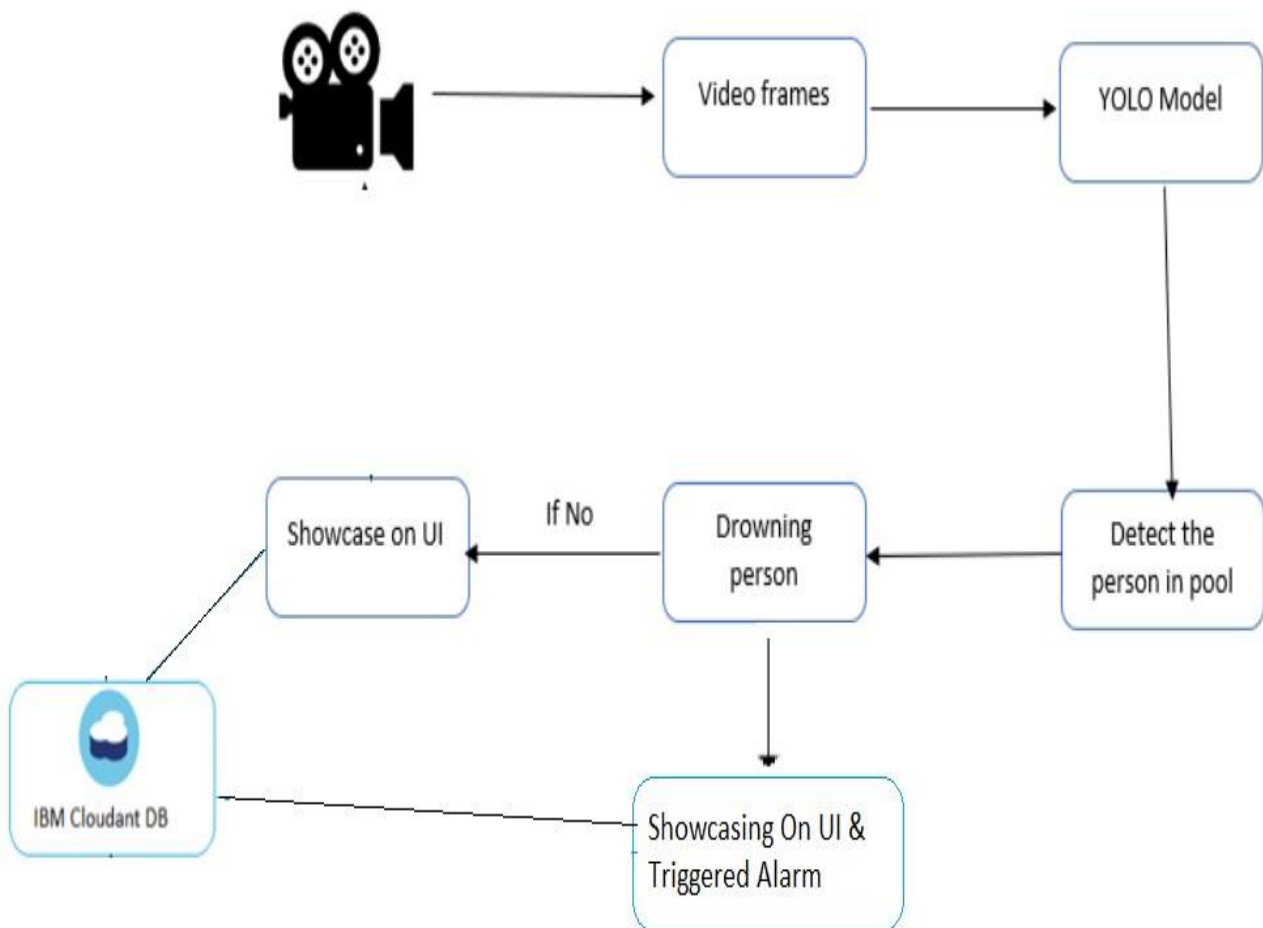 Video frames
YOLO Model
Detect the
person in pool
Drowning
person
If No
Showcase on UI
IBM Cloudant DB
Showcasing On UI &
Triggered Alarm